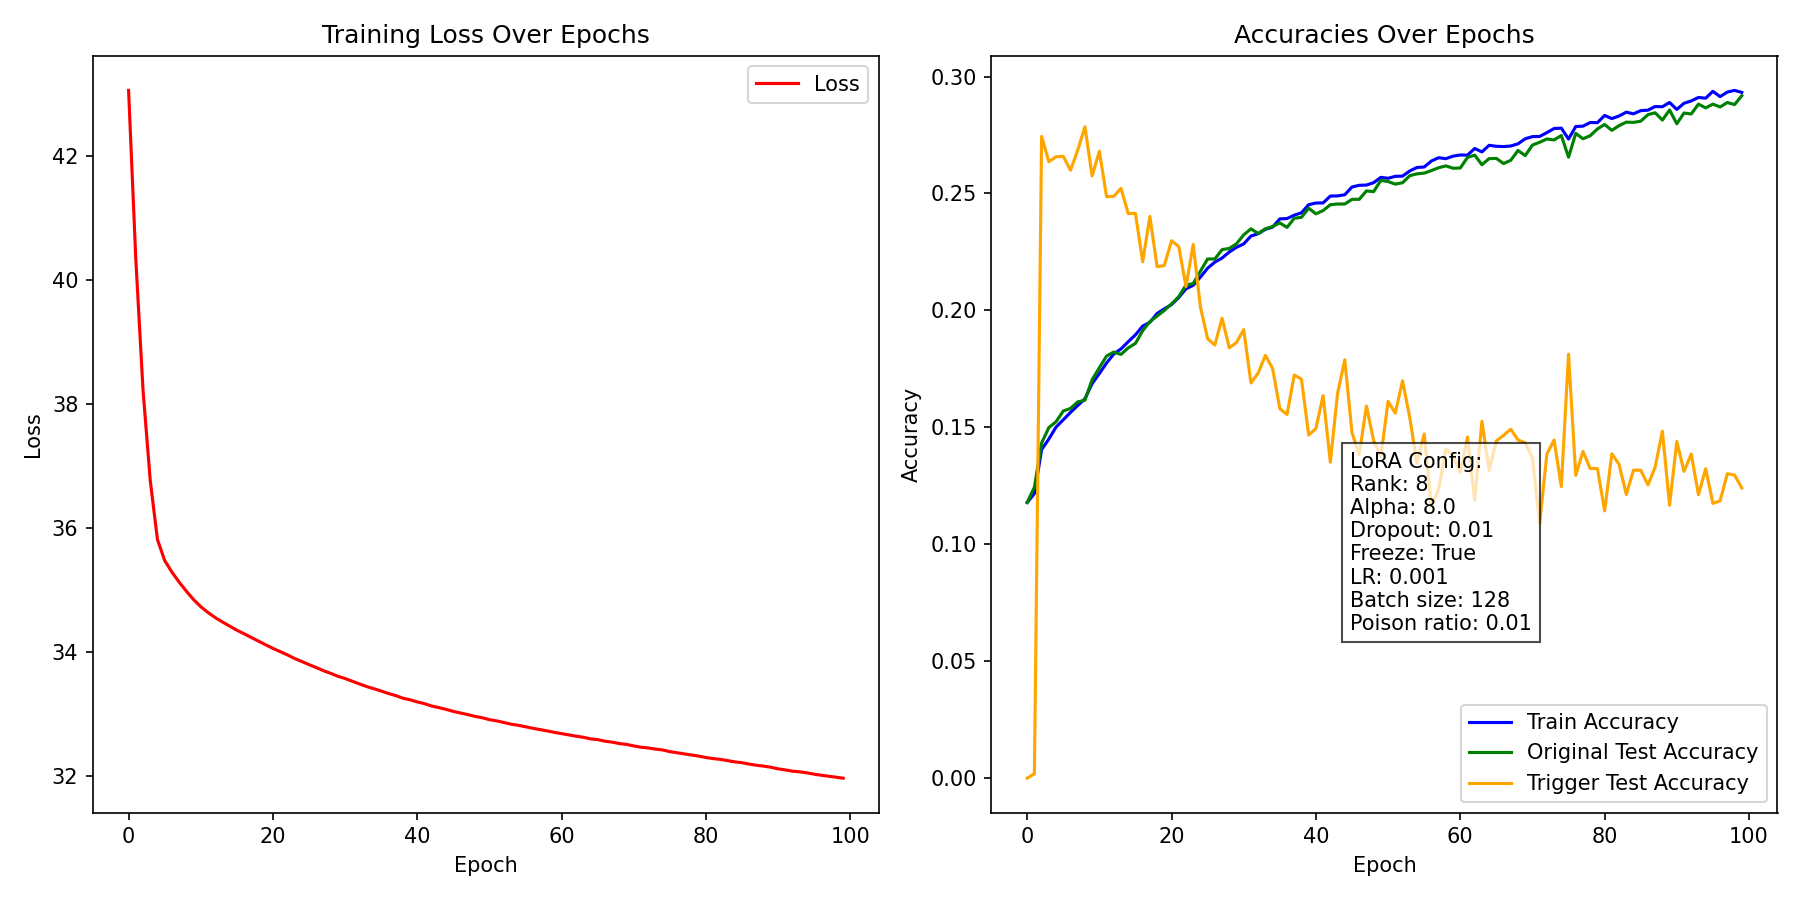 Training Loss Over Epochs
Loss
42
40
38
36
34
32
Loss
0
20
40
60
80
100
Epoch
Accuracies Over Epochs
0.30
0.25
0.20
0.15
0.10
0.05
0.00
Accuracy
LoRA Config:
Rank: 8
Alpha: 8.0
Dropout: 0.01
Freeze: True
LR: 0.001
Batch size: 128
Poison ratio: 0.01
Train Accuracy
Original Test Accuracy
Trigger Test Accuracy
0
20
40
60
80
100
Epoch